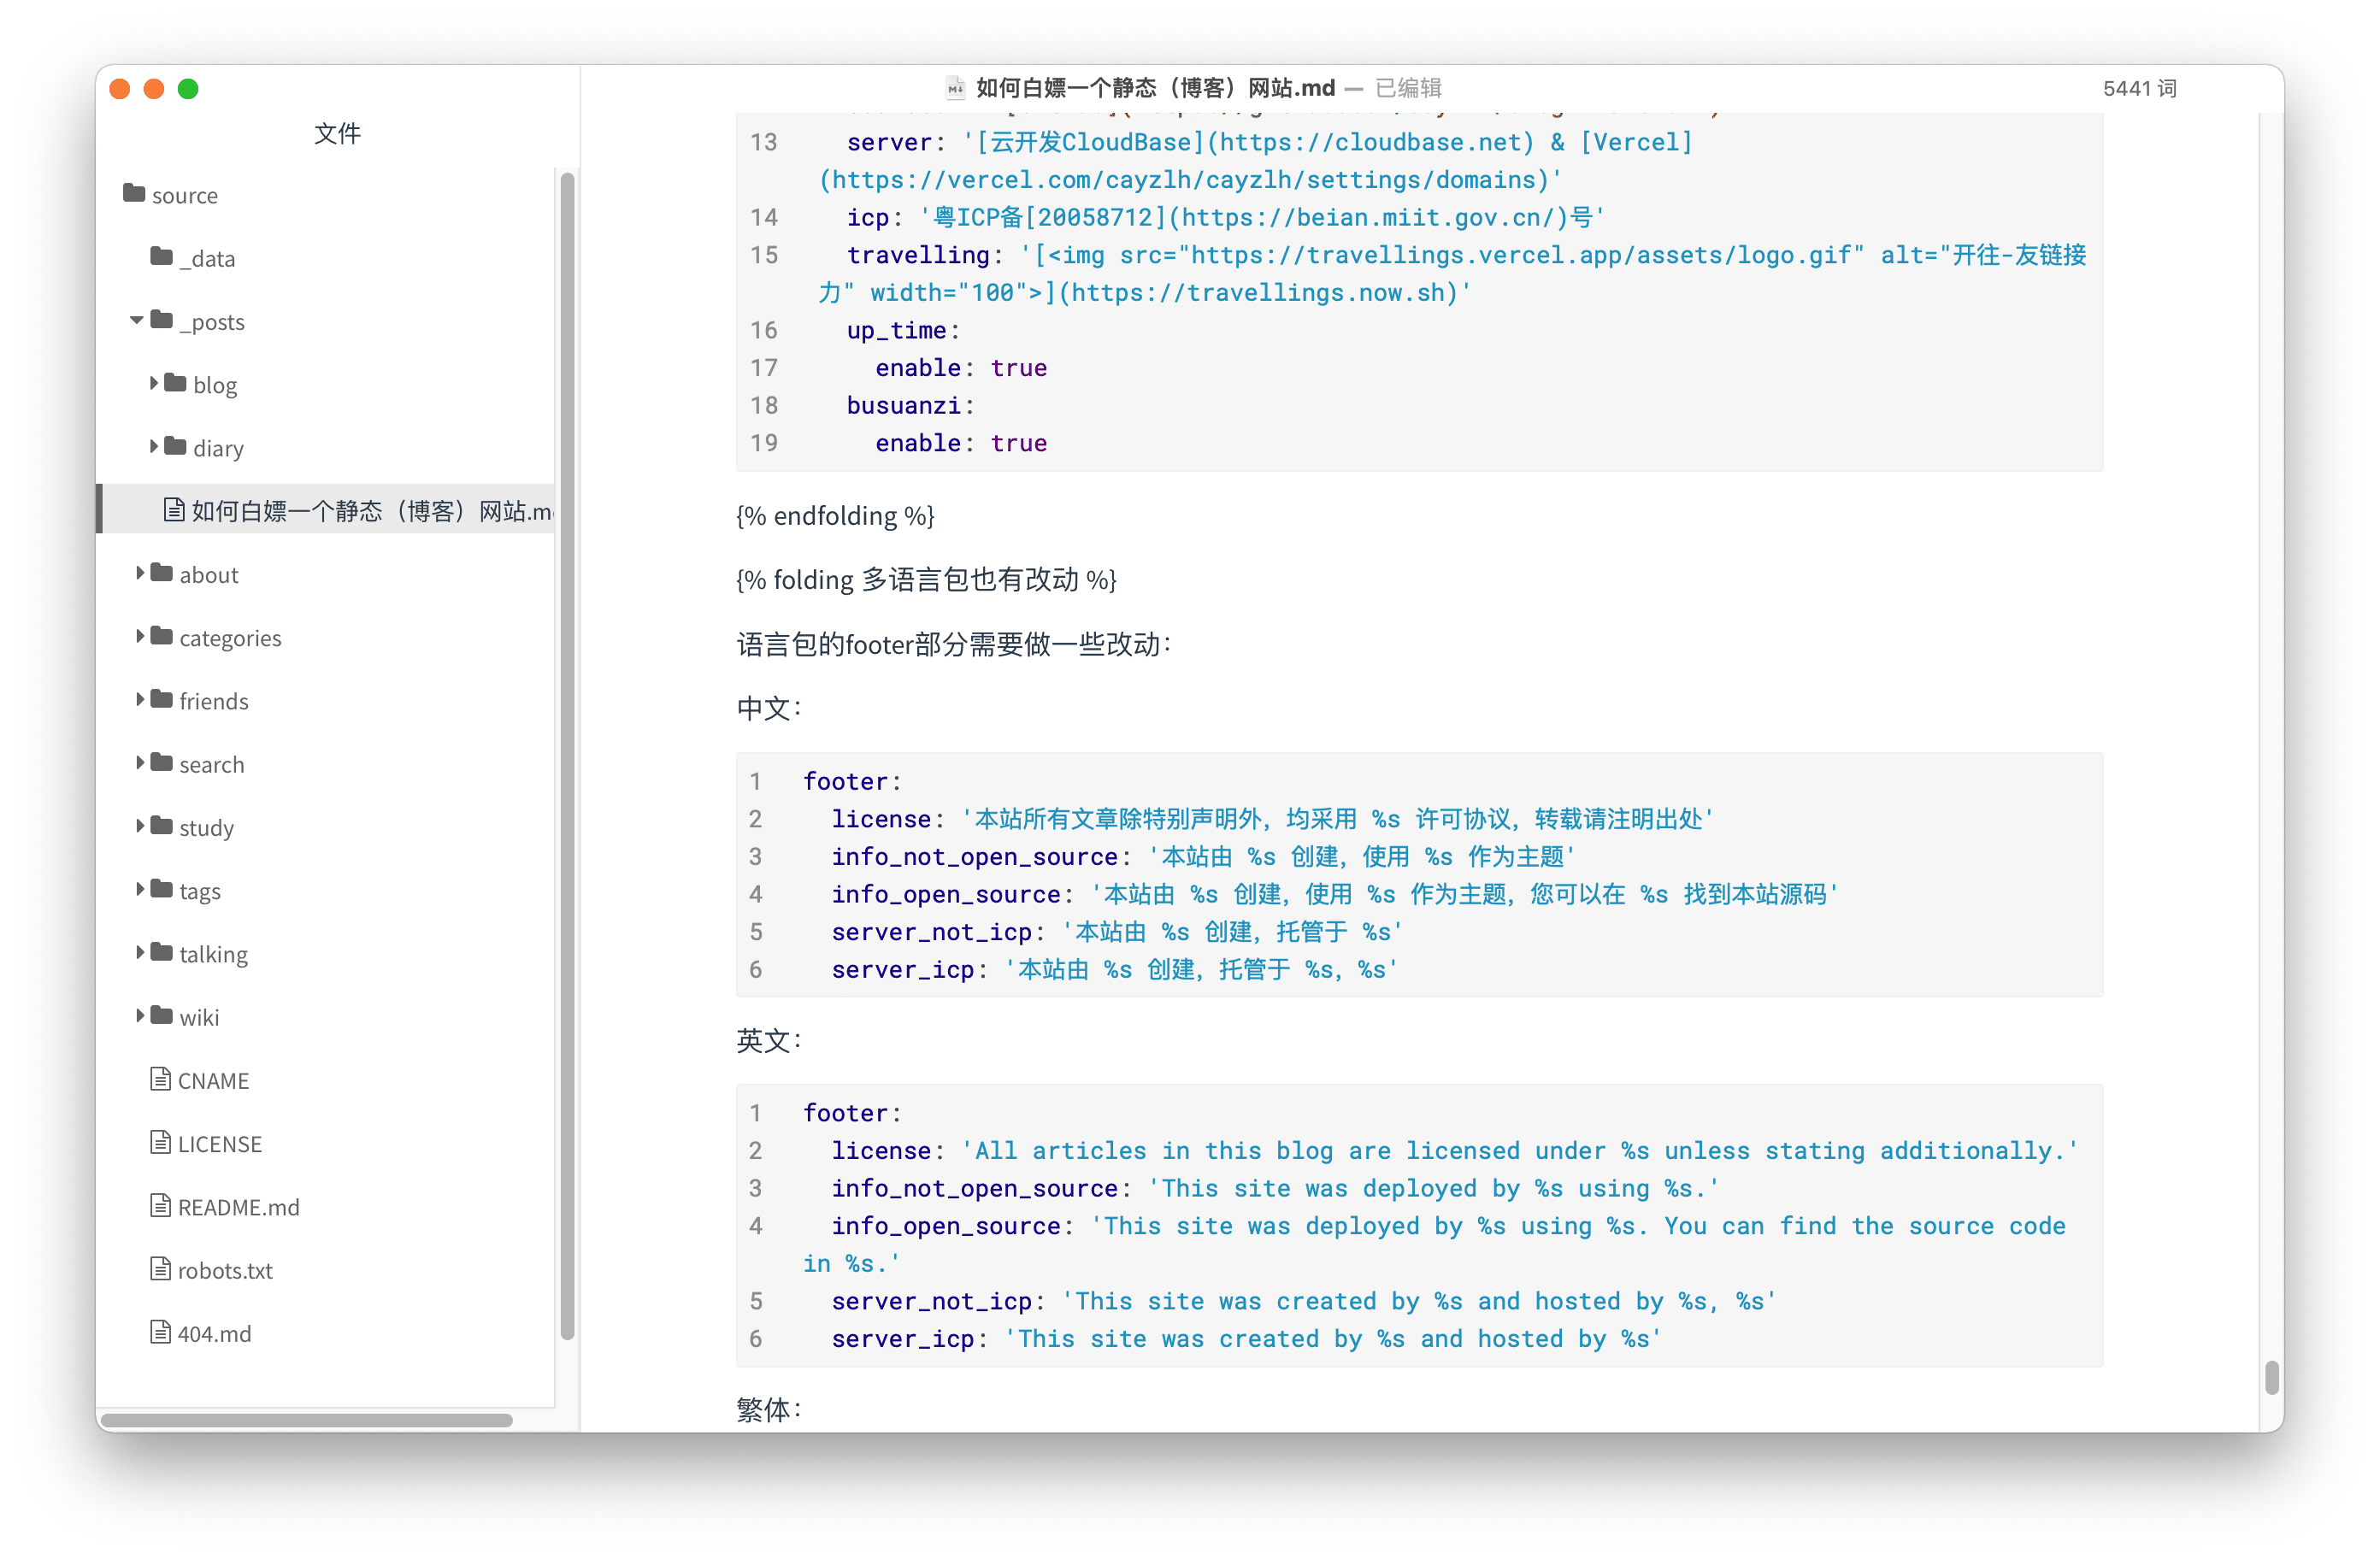 如何白嫖一个静态（博客）网站.md — 已编辑
5441 词
文件
source
_data
_posts
blog
diary
如何白嫖一个静态（博客）网站.m
about
categories
friends
search
study
tags
talking
wiki
CNAME
LICENSE
README.md
robots.txt
404.md
13 server: '[云开发CloudBase](https://cloudbase.net) & [Vercel]
(https://vercel.com/cayzlh/cayzlh/settings/domains)'
14 icp: '粤ICP备[20058712](https://beian.miit.gov.cn/)号'
15 travelling: '[<img src="https://travellings.vercel.app/assets/logo.gif" alt="开往-友链接
力" width="100">](https://travellings.now.sh)'
16 up_time:
17 enable: true
18 busuanzi:
19 enable: true
{% endfolding %}
{% folding 多语言包也有改动 %}
语言包的footer部分需要做一些改动：
中文：
1 footer:
2 license: '本站所有文章除特别声明外，均采用 %s 许可协议，转载请注明出处'
3 info_not_open_source: '本站由 %s 创建，使用 %s 作为主题'
4 info_open_source: '本站由 %s 创建，使用 %s 作为主题，您可以在 %s 找到本站源码'
5 server_not_icp: '本站由 %s 创建，托管于 %s'
6 server_icp: '本站由 %s 创建，托管于 %s，%s'
英文：
1 footer:
2 license: 'All articles in this blog are licensed under %s unless stating additionally.'
3 info_not_open_source: 'This site was deployed by %s using %s.'
4 info_open_source: 'This site was deployed by %s using %s. You can find the source code
in %s.'
5 server_not_icp: 'This site was created by %s and hosted by %s, %s'
6 server_icp: 'This site was created by %s and hosted by %s'
繁体：